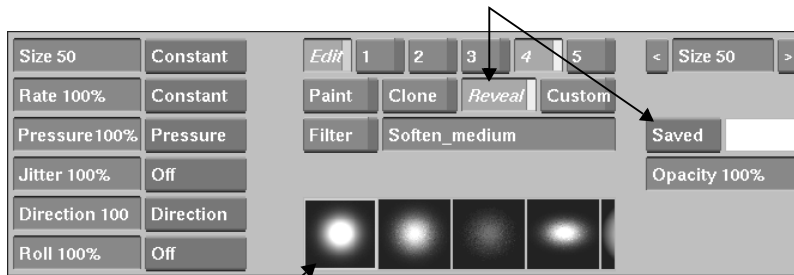 Size 50 Constant Edit 1 2 3 4 5 < Size 50 >
Rate 100% Constant Paint Clone Reveal Custom
Pressure100% Pressure Filter Soften_medium Saved
Jitter 100% Off Opacity 100%
Direction 100 Direction
Roll 100% Off